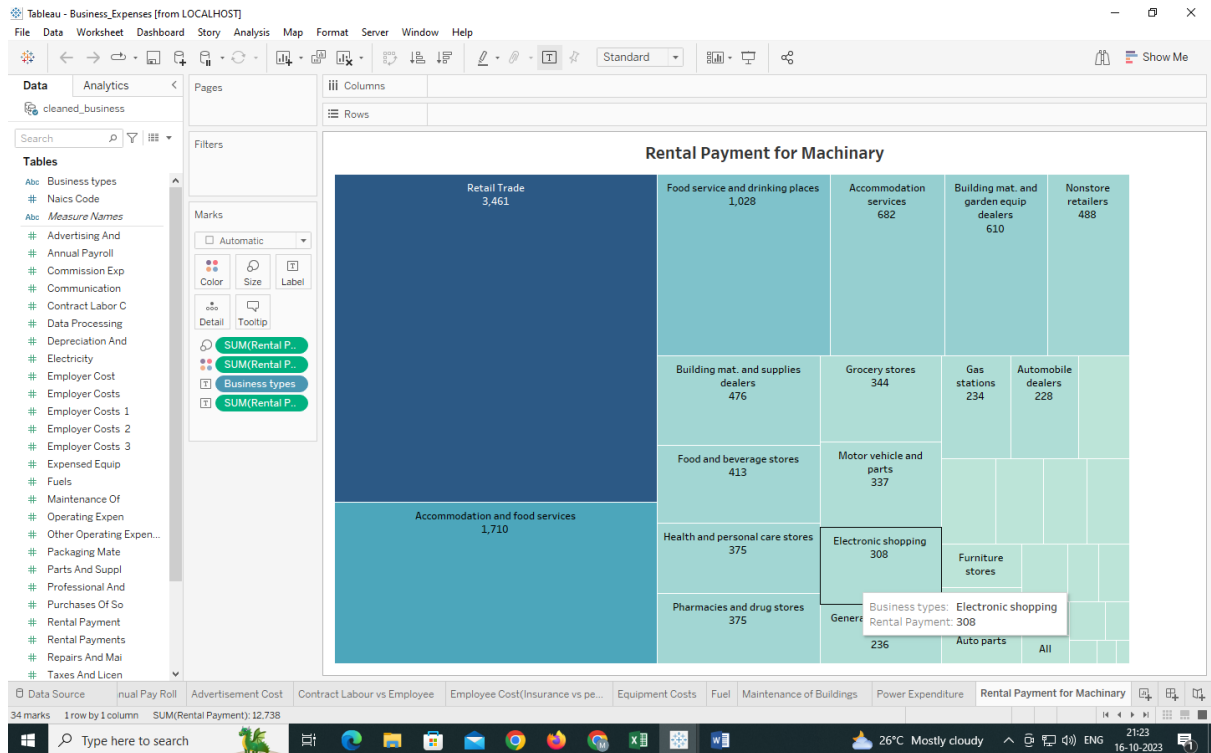 Tableau - Business_Expenses [from LOCALHOST]
File Data Worksheet Dashboard Story Analysis Map Format Server Window Help
Standard
Show Me
Data Analytics
cleaned_business
Search
Tables
Abc Business types
# Naics Code
Abc Measure Names
# Advertising And
# Annual Payroll
# Commission Exp
# Communication
# Contract Labor C
# Data Processing
# Depreciation And
# Electricity
# Employer Cost
# Employer Costs
# Employer Costs 1
# Employer Costs 2
# Employer Costs 3
# Expensed Equip
# Fuels
# Maintenance Of
# Operating Expen
# Other Operating Expen...
# Packaging Mate
# Parts And Suppl
# Professional And
# Purchases Of So
# Rental Payment
# Rental Payments
# Repairs And Mai
# Taxes And Licen
Pages
Filters
Marks
Automatic
Color Size Label
Detail Tooltip
SUM(Rental P..
SUM(Rental P..
Business types
SUM(Rental P..
Columns
Rows
Rental Payment for Machinary
Retail Trade
3,461
Accommodation and food services
1,710
Food service and drinking places
1,028
Accommodation
services
682
Building mat. and
garden equip
dealers
610
Nonstore
retailers
488
Building mat. and supplies
dealers
476
Food and beverage stores
413
Health and personal care stores
375
Pharmacies and drug stores
375
Grocery stores
344
Motor vehicle and
parts
337
Electronic shopping
308
236
Gas
stations
234
Automobile
dealers
228
Furniture
stores
Auto parts
All
Business types: Electronic shopping
Rental Payment: 308
Data Source nual Pay Roll Advertisement Cost Contract Labour vs Employee Employee Cost(Insurance vs pe... Equipment Costs Fuel Maintenance of Buildings Power Expenditure Rental Payment for Machinary
34 marks 1 row by 1 column SUM(Rental Payment): 12,738
Type here to search
26°C Mostly cloudy
ENG
21:23
16-10-2023